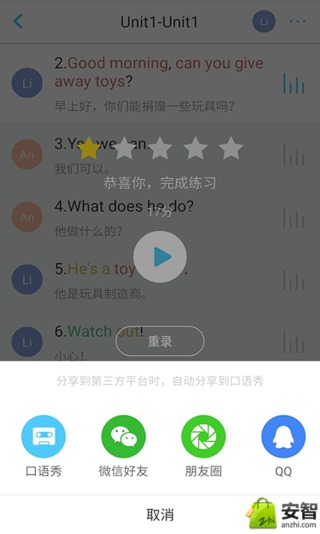 Unit1-Unit1
Li
2.Good morning, can you give
away toys?
Li
早上好，你们能捐赠一些玩具吗？
3.Yes we can.
An
我们可以。
恭喜你，完成练习
17分
4.What does he do?
An
他做什么的？
5.He's a toy
Li
他是玩具制造商。
6.Watch out!
Li
小心！
重录
分享到第三方平台时，自动分享到口语秀
口语秀
微信好友
朋友圈
QQ
取消
安智
anzhi.com